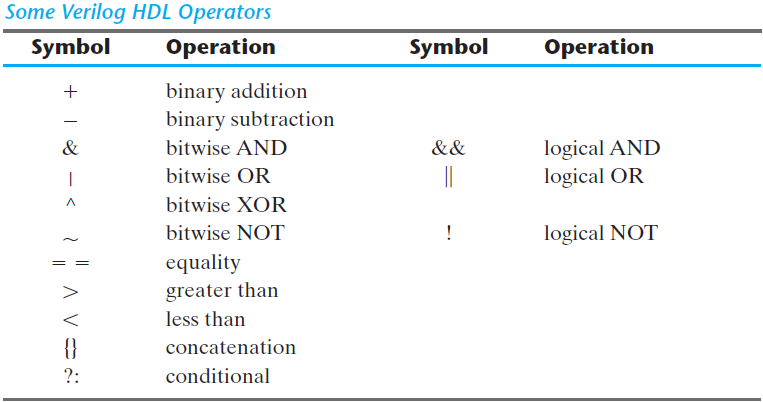 Some Verilog HDL Operators
Symbol Operation Symbol Operation
+ binary addition
– binary subtraction
& bitwise AND && logical AND
| bitwise OR || logical OR
^ bitwise XOR
~ bitwise NOT ! logical NOT
= = equality
> greater than
< less than
{} concatenation
?: conditional